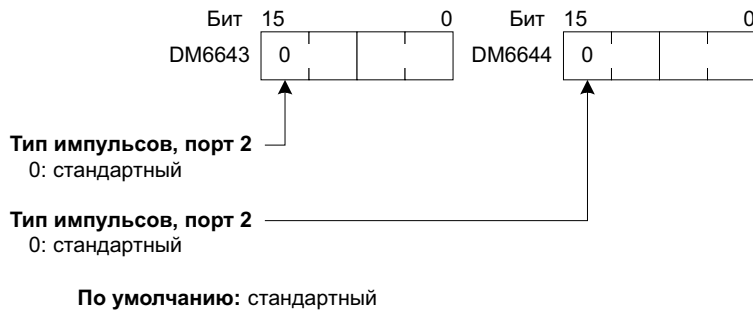 Бит 15 0 Бит 15 0
DM6643 0 DM6644 0
Тип импульсов, порт 2
0: стандартный
Тип импульсов, порт 2
0: стандартный
По умолчанию: стандартный